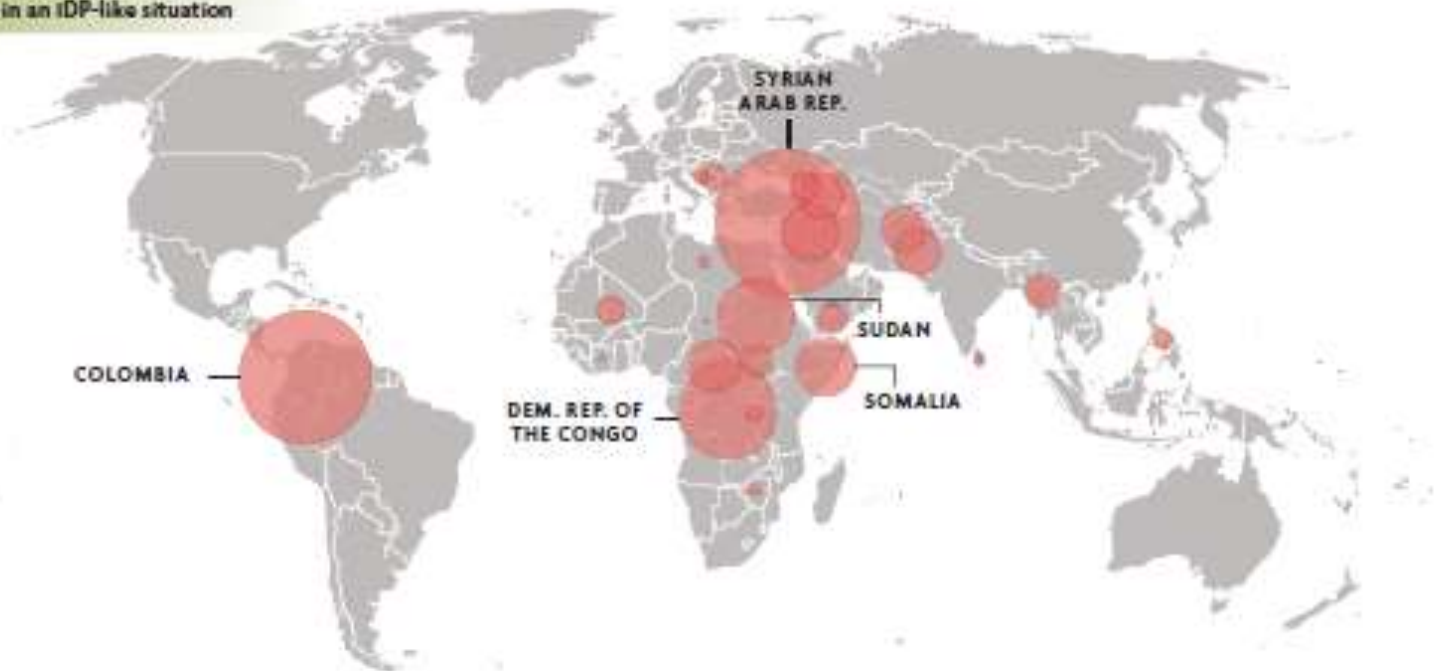 in an IDP-like situation
SYRIAN
ARAB REP.
SUDAN
COLOMBIA
SOMALIA
DEM. REP. OF
THE CONGO